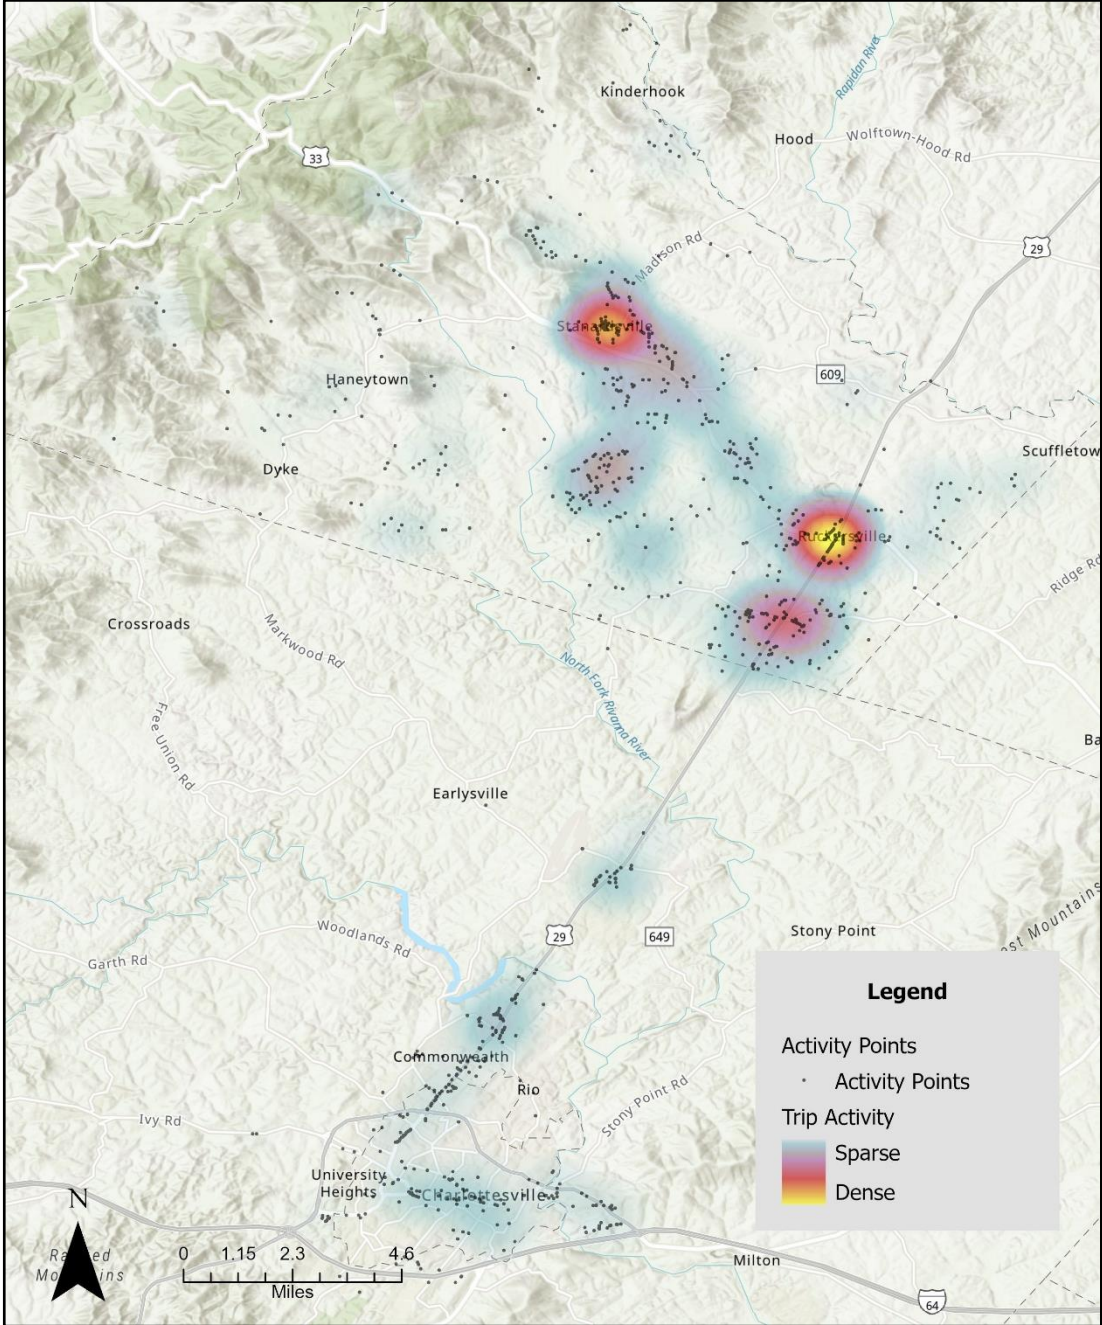 Kinderhook
Rapidan River
Hood
Wolftown-Hood Rd
33
29
Madison Rd
Stanardsville
609
Haneytown
Scuffletow
Dyke
Ruckersville
Ridge Rd
Crossroads
Markwood Rd
North Fork Rivanna River
Free Union Rd
Ba
Earlysville
Woodlands Rd
29
649
Stony Point
est Mountains
Garth Rd
Legend
Activity Points
Activity Points
Trip Activity
Sparse
Dense
Commonwealth
Rio
Stony Point Rd
Ivy Rd
University
Heights
Charlottesville
N
0 1.15 2.3 4.6
Miles
Milton
64